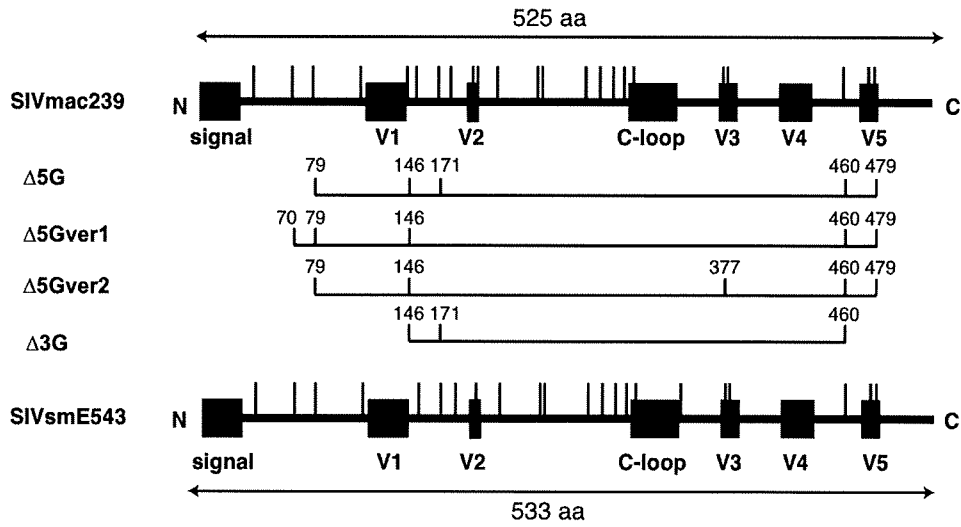 525 aa
SIVmac239 N C
signal V1 V2 C-loop V3 V4 V5
Δ5G 79 146 171 460 479
Δ5Gver1 70 79 146 460 479
Δ5Gver2 79 146 377 460 479
Δ3G 146 171 460
SIVsmE543 N C
signal V1 V2 C-loop V3 V4 V5
533 aa